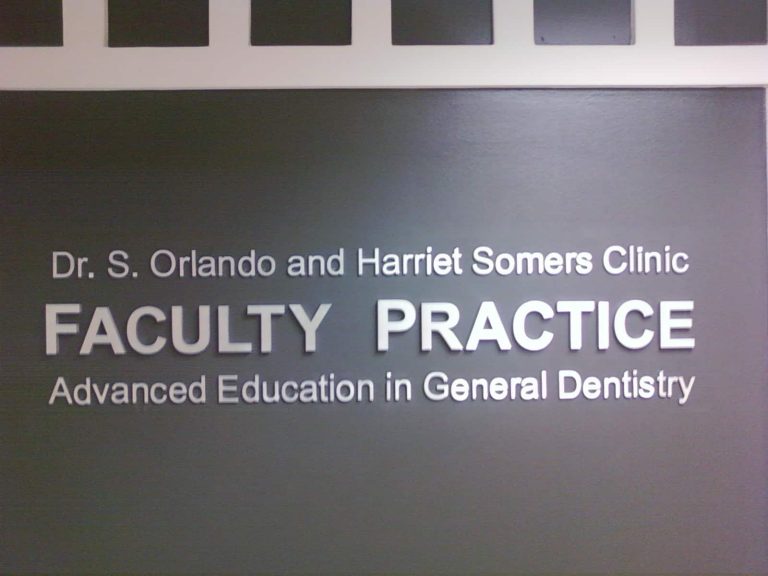 Dr. S. Orlando and Harriet Somers Clinic
FACULTY PRACTICE
Advanced Education in General Dentistry